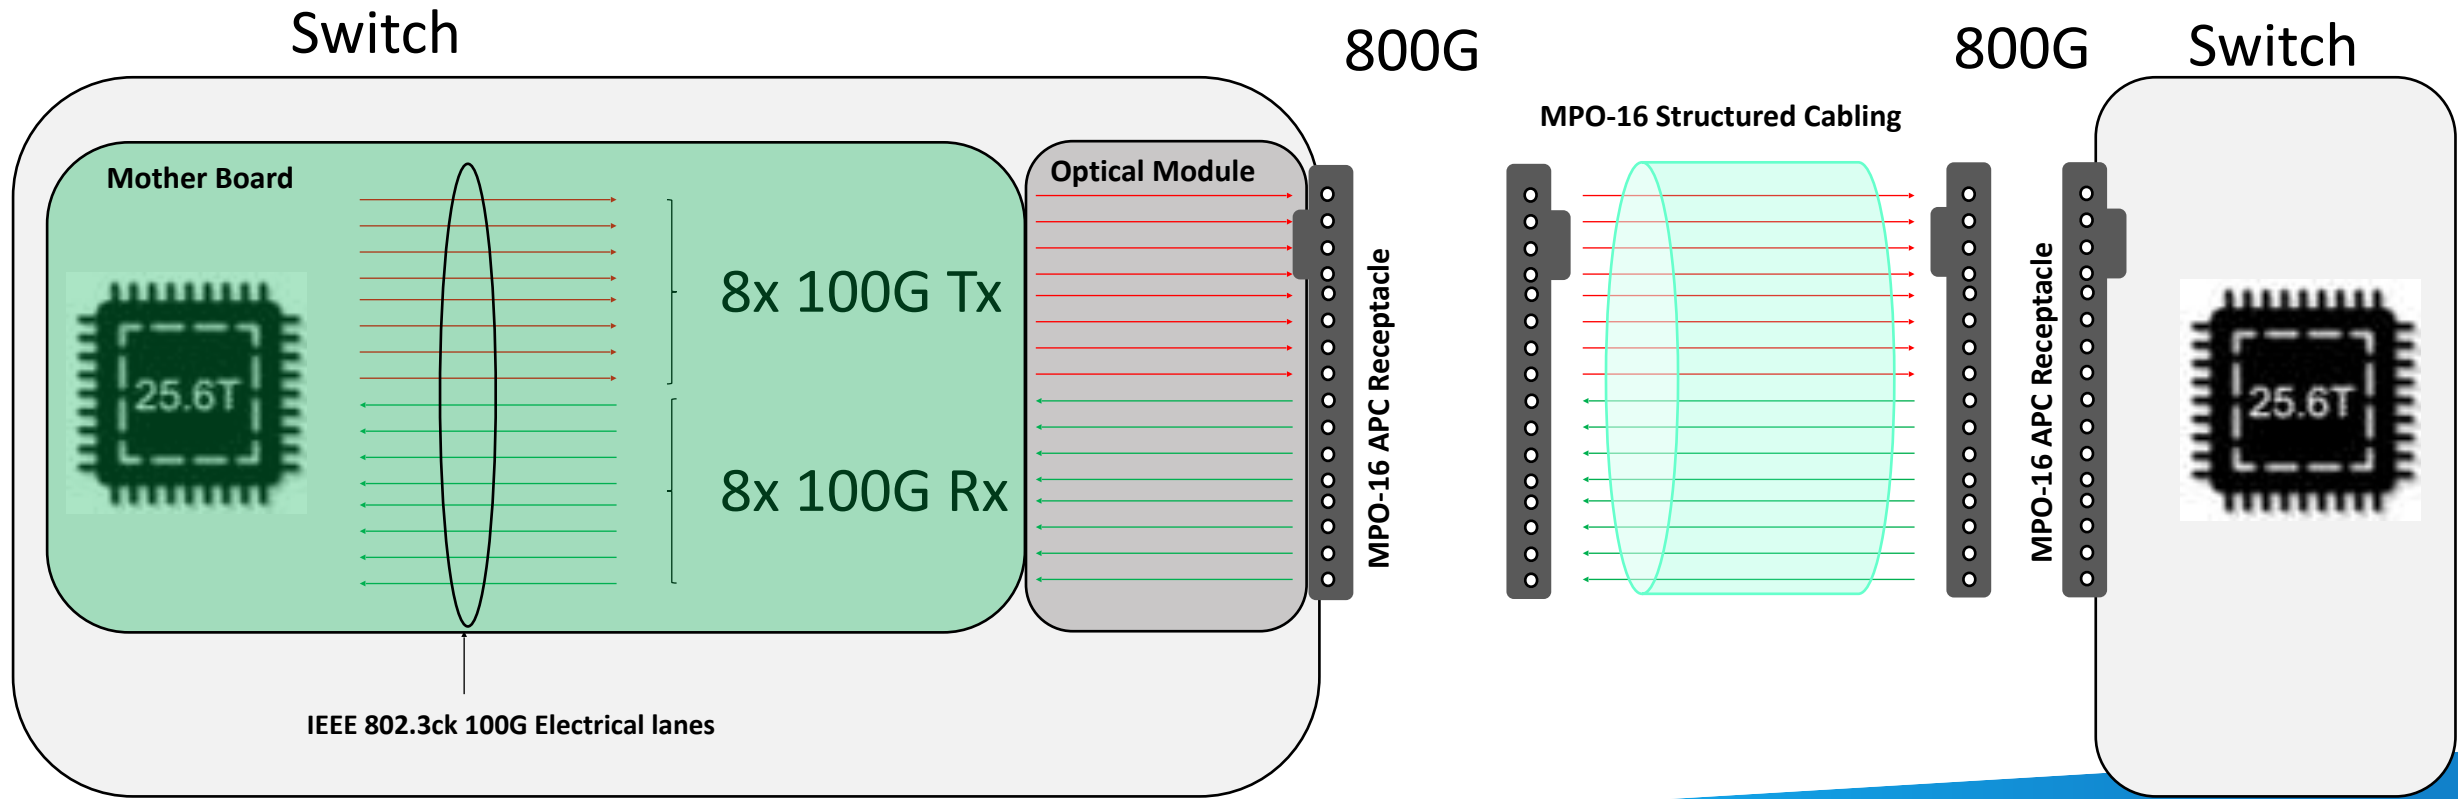 Switch
800G
800G
Switch
MPO-16 Structured Cabling
Mother Board
Optical Module
25.6T
8x 100G Tx
8x 100G Rx
MPO-16 APC Receptacle
MPO-16 APC Receptacle
25.6T
IEEE 802.3ck 100G Electrical lanes